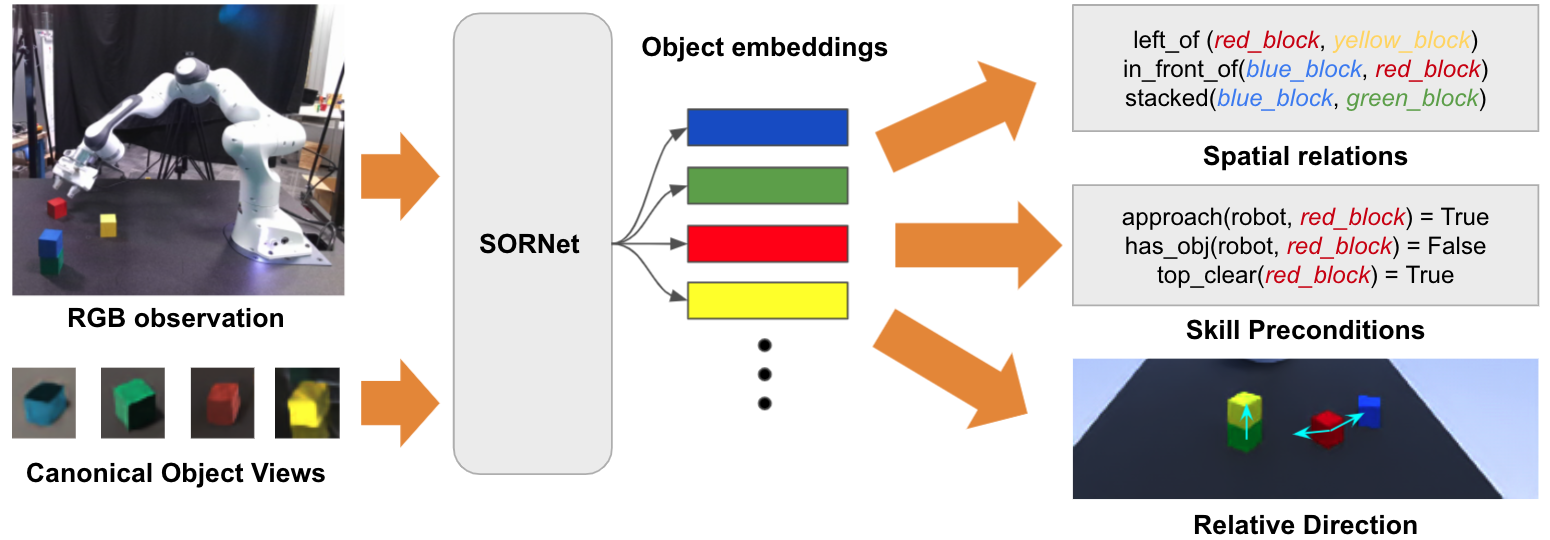 RGB observation
Canonical Object Views
SORNet
Object embeddings
left_of (red_block, yellow_block)
in_front_of(blue_block, red_block)
stacked(blue_block, green_block)
Spatial relations
approach(robot, red_block) = True
has_obj(robot, red_block) = False
top_clear(red_block) = True
Skill Preconditions
Relative Direction